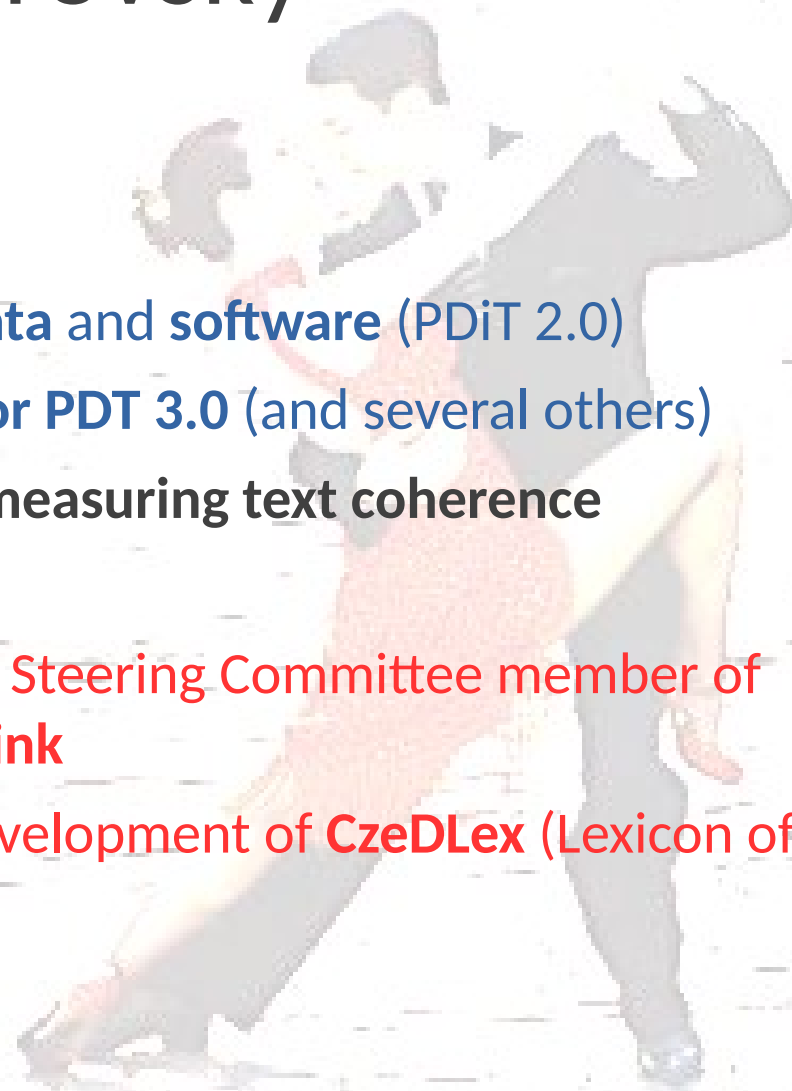 and software (PDiT 2.0)
PDT 3.0 (and several others)
measuring text coherence
Steering Committee member of
ink
velopment of CzeDLex (Lexicon of